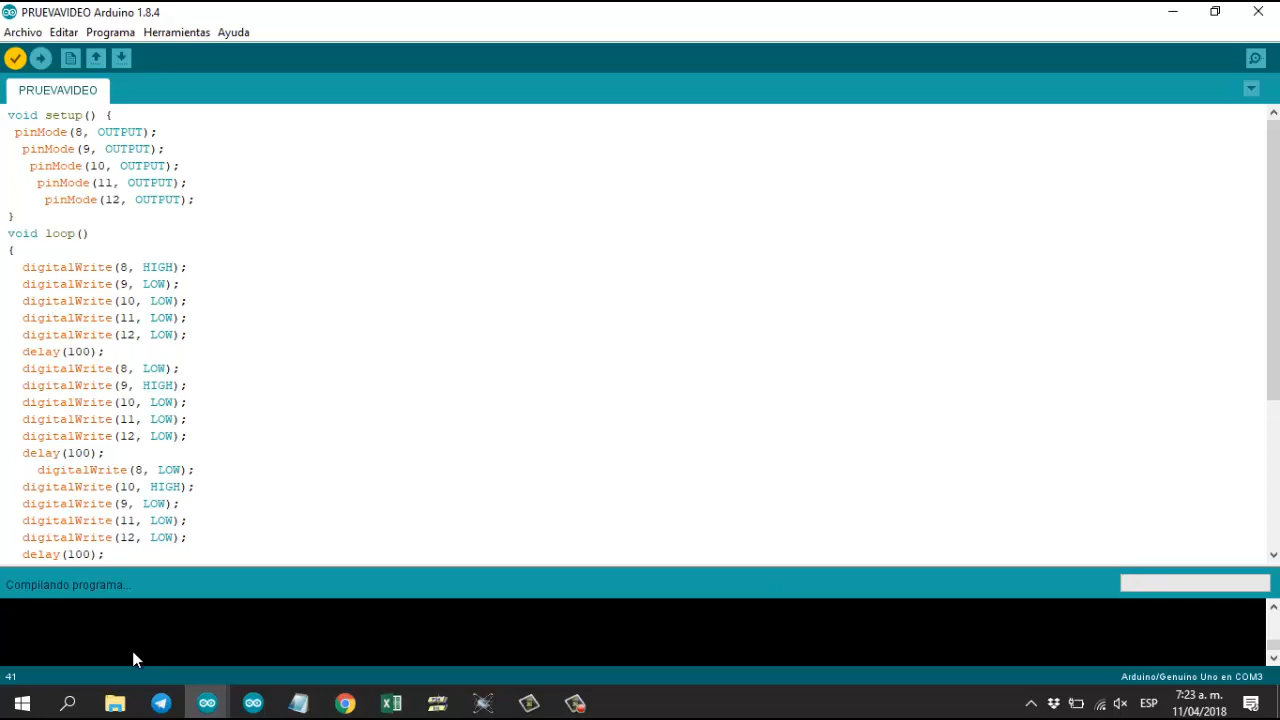 PRUEVAVIDEO Arduino 1.8.4
Archivo Editar Programa Herramientas Ayuda
PRUEVAVIDEO
void setup() {
 pinMode(8, OUTPUT);
  pinMode(9, OUTPUT);
   pinMode(10, OUTPUT);
    pinMode(11, OUTPUT);
     pinMode(12, OUTPUT);
}
void loop()
{
  digitalWrite(8, HIGH);
  digitalWrite(9, LOW);
  digitalWrite(10, LOW);
  digitalWrite(11, LOW);
  digitalWrite(12, LOW);
  delay(100);
  digitalWrite(8, LOW);
  digitalWrite(9, HIGH);
  digitalWrite(10, LOW);
  digitalWrite(11, LOW);
  digitalWrite(12, LOW);
  delay(100);
    digitalWrite(8, LOW);
  digitalWrite(10, HIGH);
  digitalWrite(9, LOW);
  digitalWrite(11, LOW);
  digitalWrite(12, LOW);
  delay(100);
Compilando programa...
41
Arduino/Genuino Uno en COM3
ESP
7:23 a. m.
11/04/2018